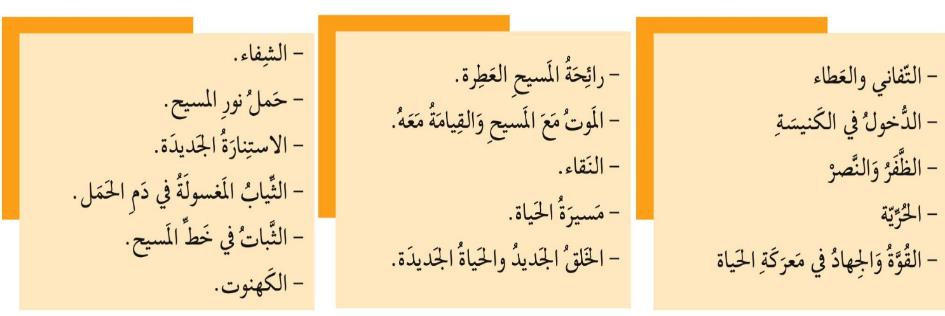 - التّفاني والعَطاء
- الدُّخولُ في الكَنيسَةِ
- الظَّفَرُ وَالنَّصرْ
- الحُرِّيّة
- القُوَّةُ وَالجِهادُ في مَعرَكَةِ الحَياة
- رائِحَةُ المَسيحِ العَطِرة.
- المَوتُ مَعَ المَسيحِ وَالقِيامَةُ مَعَهُ.
- النَقاء.
- مَسيرَةُ الحَياة.
- الخَلقُ الجَديدُ والحَياةُ الجَديدَة.
- الشِفاء.
- حَملُ نورِ المسيح.
- الاستِنارَةُ الجَديدَة.
- الثِّيابُ المَغسولَةُ في دَمِ الحَمَل.
- الثَّباتُ في خَطِّ المَسيح.
- الكَهنوت.